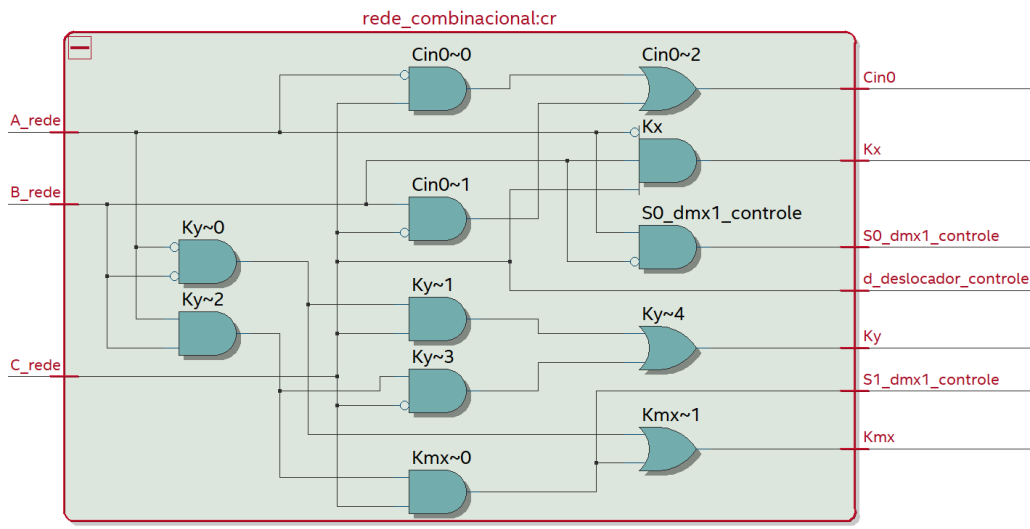 rede_combinacional:cr
Cin0~0
Cin0~2
Cin0
A_rede
Kx
Kx
B_rede
Cin0~1
S0_dmx1_controle
Ky~0
S0_dmx1_controle
Ky~2
Ky~1
d_deslocador_controle
Ky~4
Ky
C_rede
Ky~3
S1_dmx1_controle
Kmx~1
Kmx
Kmx~0